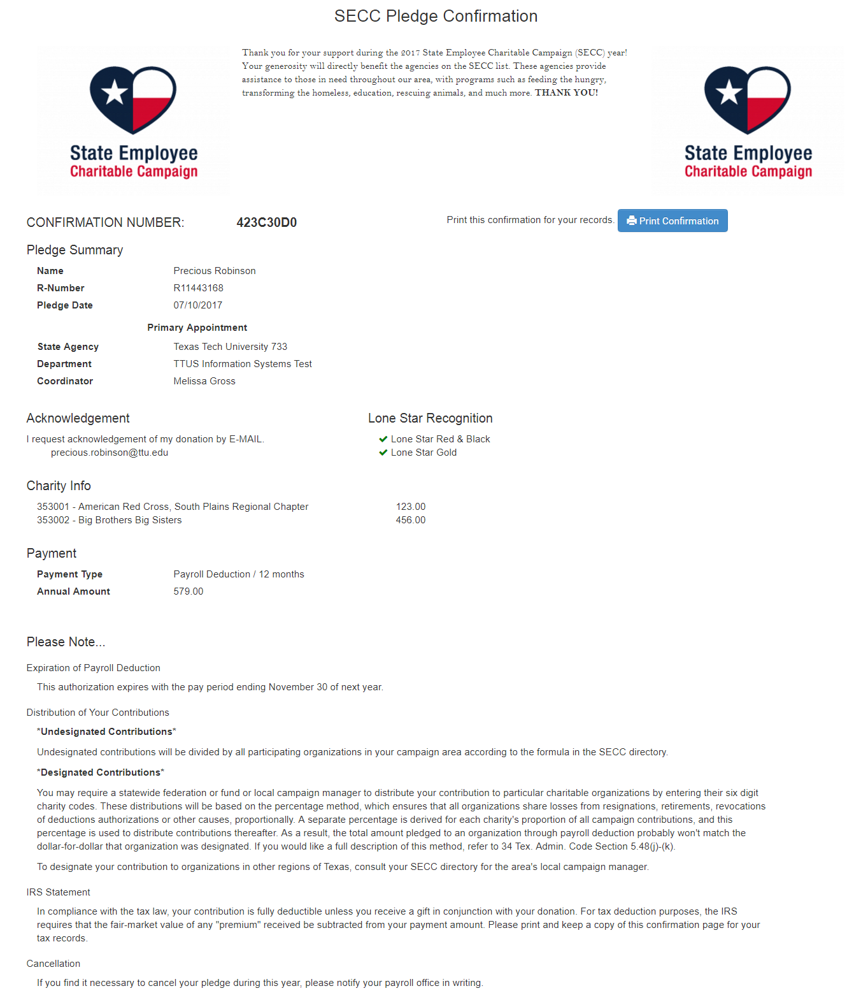 SECC Pledge Confirmation
Thank you for your support during the 2017 State Employee Charitable Campaign (SECC) year!
Your generosity will directly benefit the agencies on the SECC list. These agencies provide
assistance to those in need throughout our area, with programs such as feeding the hungry,
transforming the homeless, education, rescuing animals, and much more. THANK YOU!
State Employee
Charitable Campaign
State Employee
Charitable Campaign
CONFIRMATION NUMBER: 423C30D0 Print this confirmation for your records. Print Confirmation
Pledge Summary
Name Precious Robinson
R-Number R11443168
Pledge Date 07/10/2017
Primary Appointment
State Agency Texas Tech University 733
Department TTUS Information Systems Test
Coordinator Melissa Gross
Acknowledgement
I request acknowledgement of my donation by E-MAIL.
precious.robinson@ttu.edu
Lone Star Recognition
Lone Star Red & Black
Lone Star Gold
Charity Info
353001 - American Red Cross, South Plains Regional Chapter 123.00
353002 - Big Brothers Big Sisters 456.00
Payment
Payment Type Payroll Deduction / 12 months
Annual Amount 579.00
Please Note...
Expiration of Payroll Deduction
This authorization expires with the pay period ending November 30 of next year.
Distribution of Your Contributions
*Undesignated Contributions*
Undesignated contributions will be divided by all participating organizations in your campaign area according to the formula in the SECC directory.
*Designated Contributions*
You may require a statewide federation or fund or local campaign manager to distribute your contribution to particular charitable organizations by entering their six digit
charity codes. These distributions will be based on the percentage method, which ensures that all organizations share losses from resignations, retirements, revocations
of deductions authorizations or other causes, proportionally. A separate percentage is derived for each charity's proportion of all campaign contributions, and this
percentage is used to distribute contributions thereafter. As a result, the total amount pledged to an organization through payroll deduction probably won't match the
dollar-for-dollar that organization was designated. If you would like a full description of this method, refer to 34 Tex. Admin. Code Section 5.48(j)-(k).
To designate your contribution to organizations in other regions of Texas, consult your SECC directory for the area's local campaign manager.
IRS Statement
In compliance with the tax law, your contribution is fully deductible unless you receive a gift in conjunction with your donation. For tax deduction purposes, the IRS
requires that the fair-market value of any "premium" received be subtracted from your payment amount. Please print and keep a copy of this confirmation page for your
tax records.
Cancellation
If you find it necessary to cancel your pledge during this year, please notify your payroll office in writing.